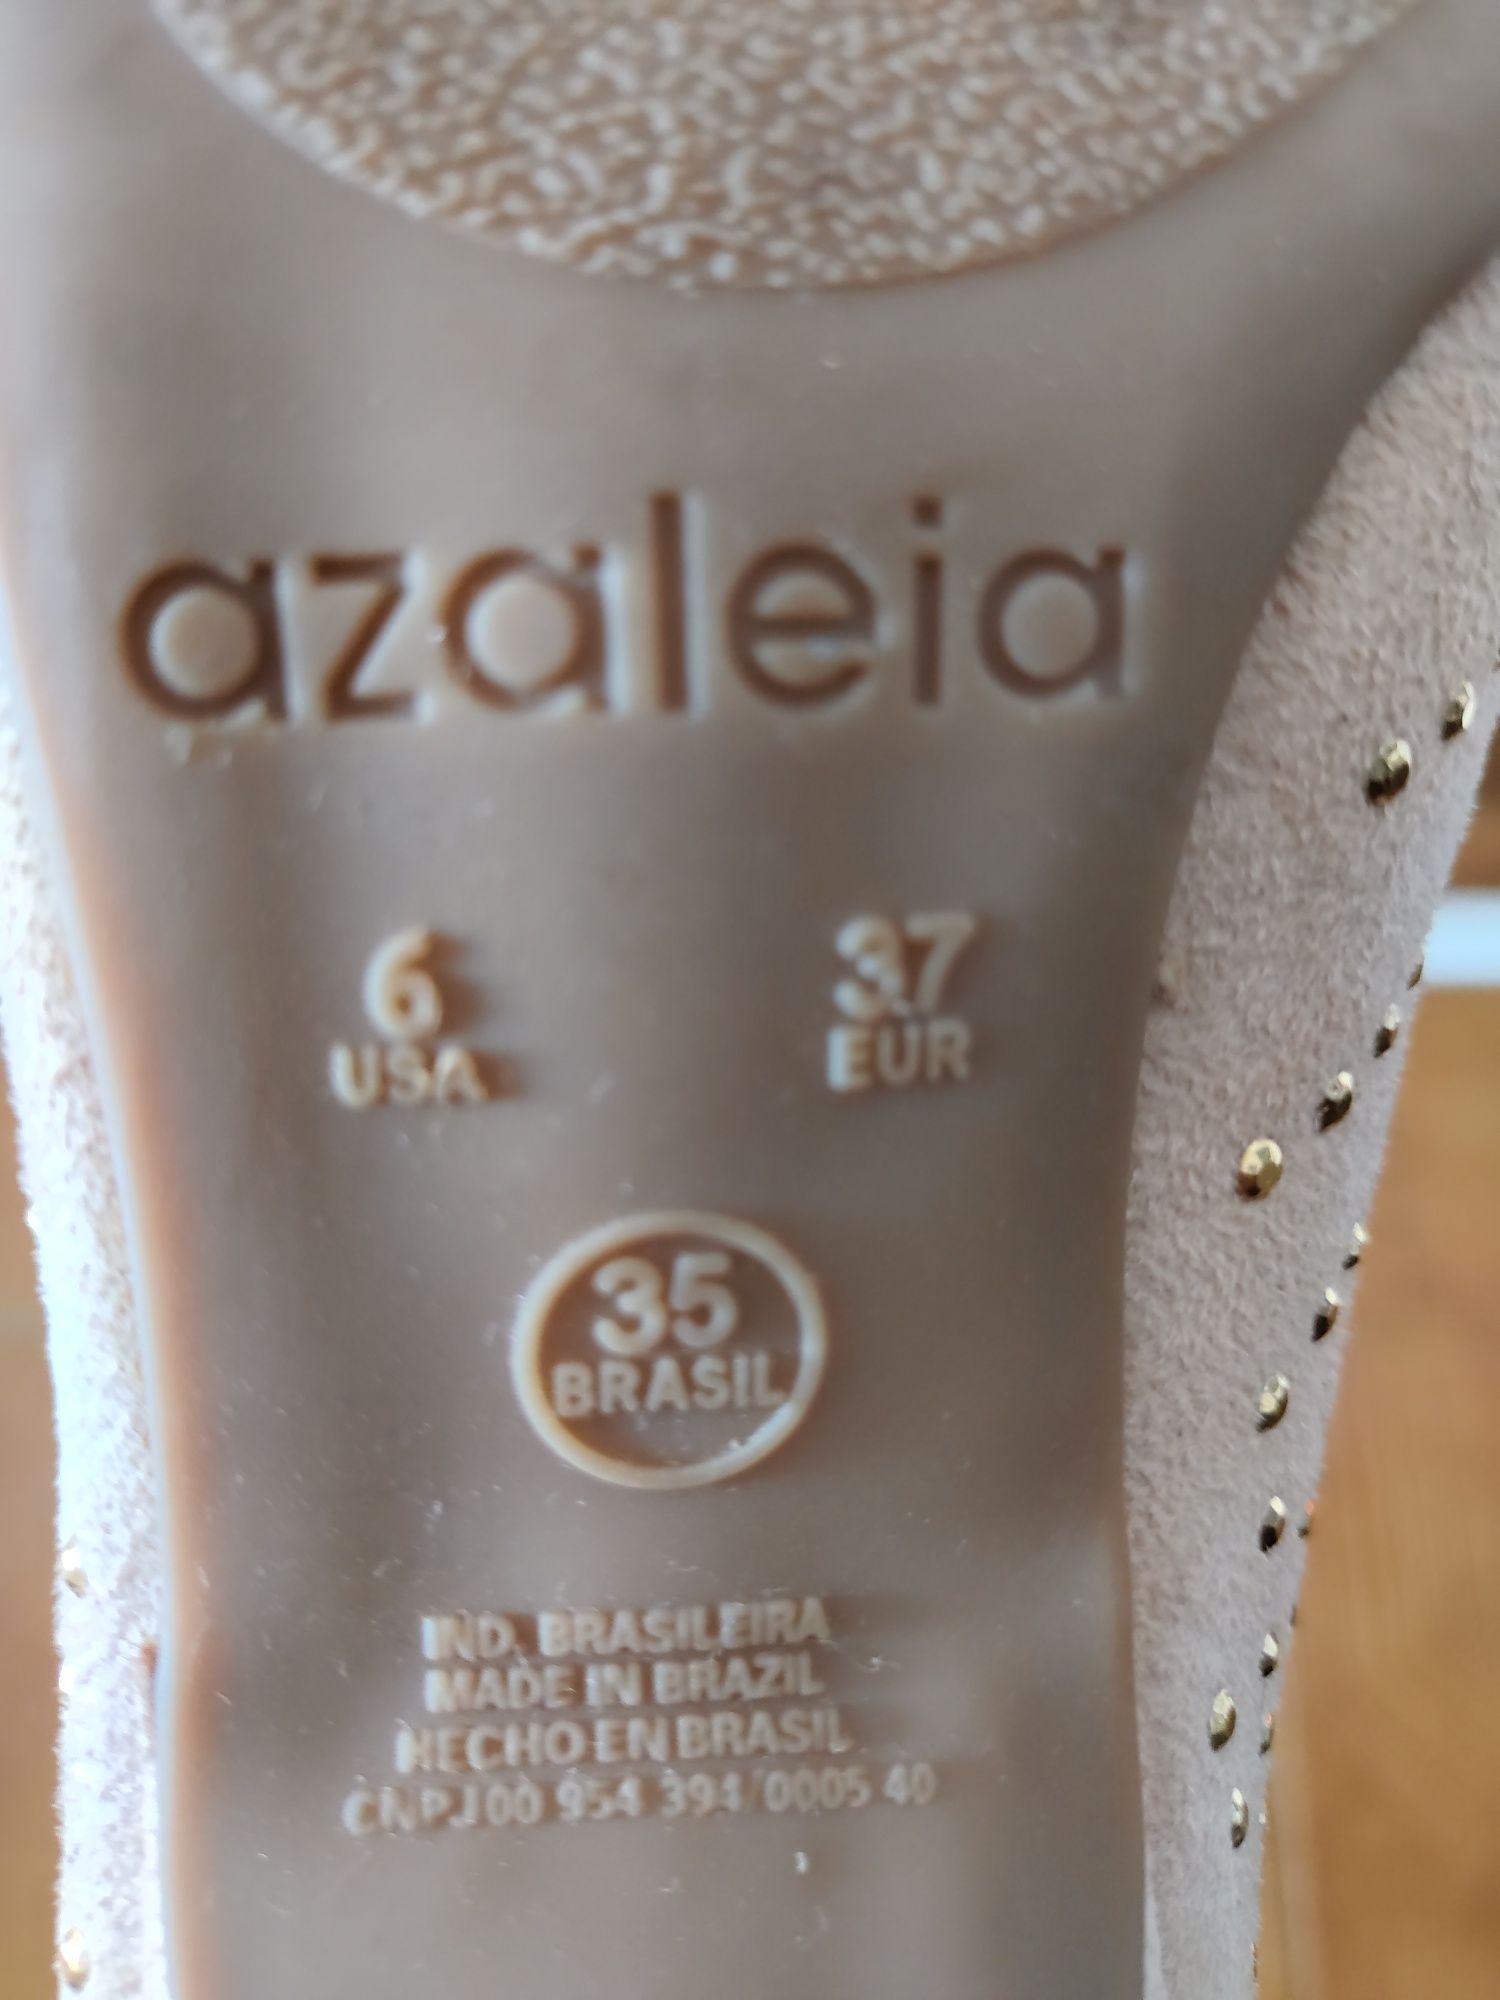 azaleia
6 37
USA EUR
35
BRASIL
IND. BRASILEIRA
MADE IN BRAZIL
HECHO EN BRASIL
CNPJ 00 954 394/0005 40